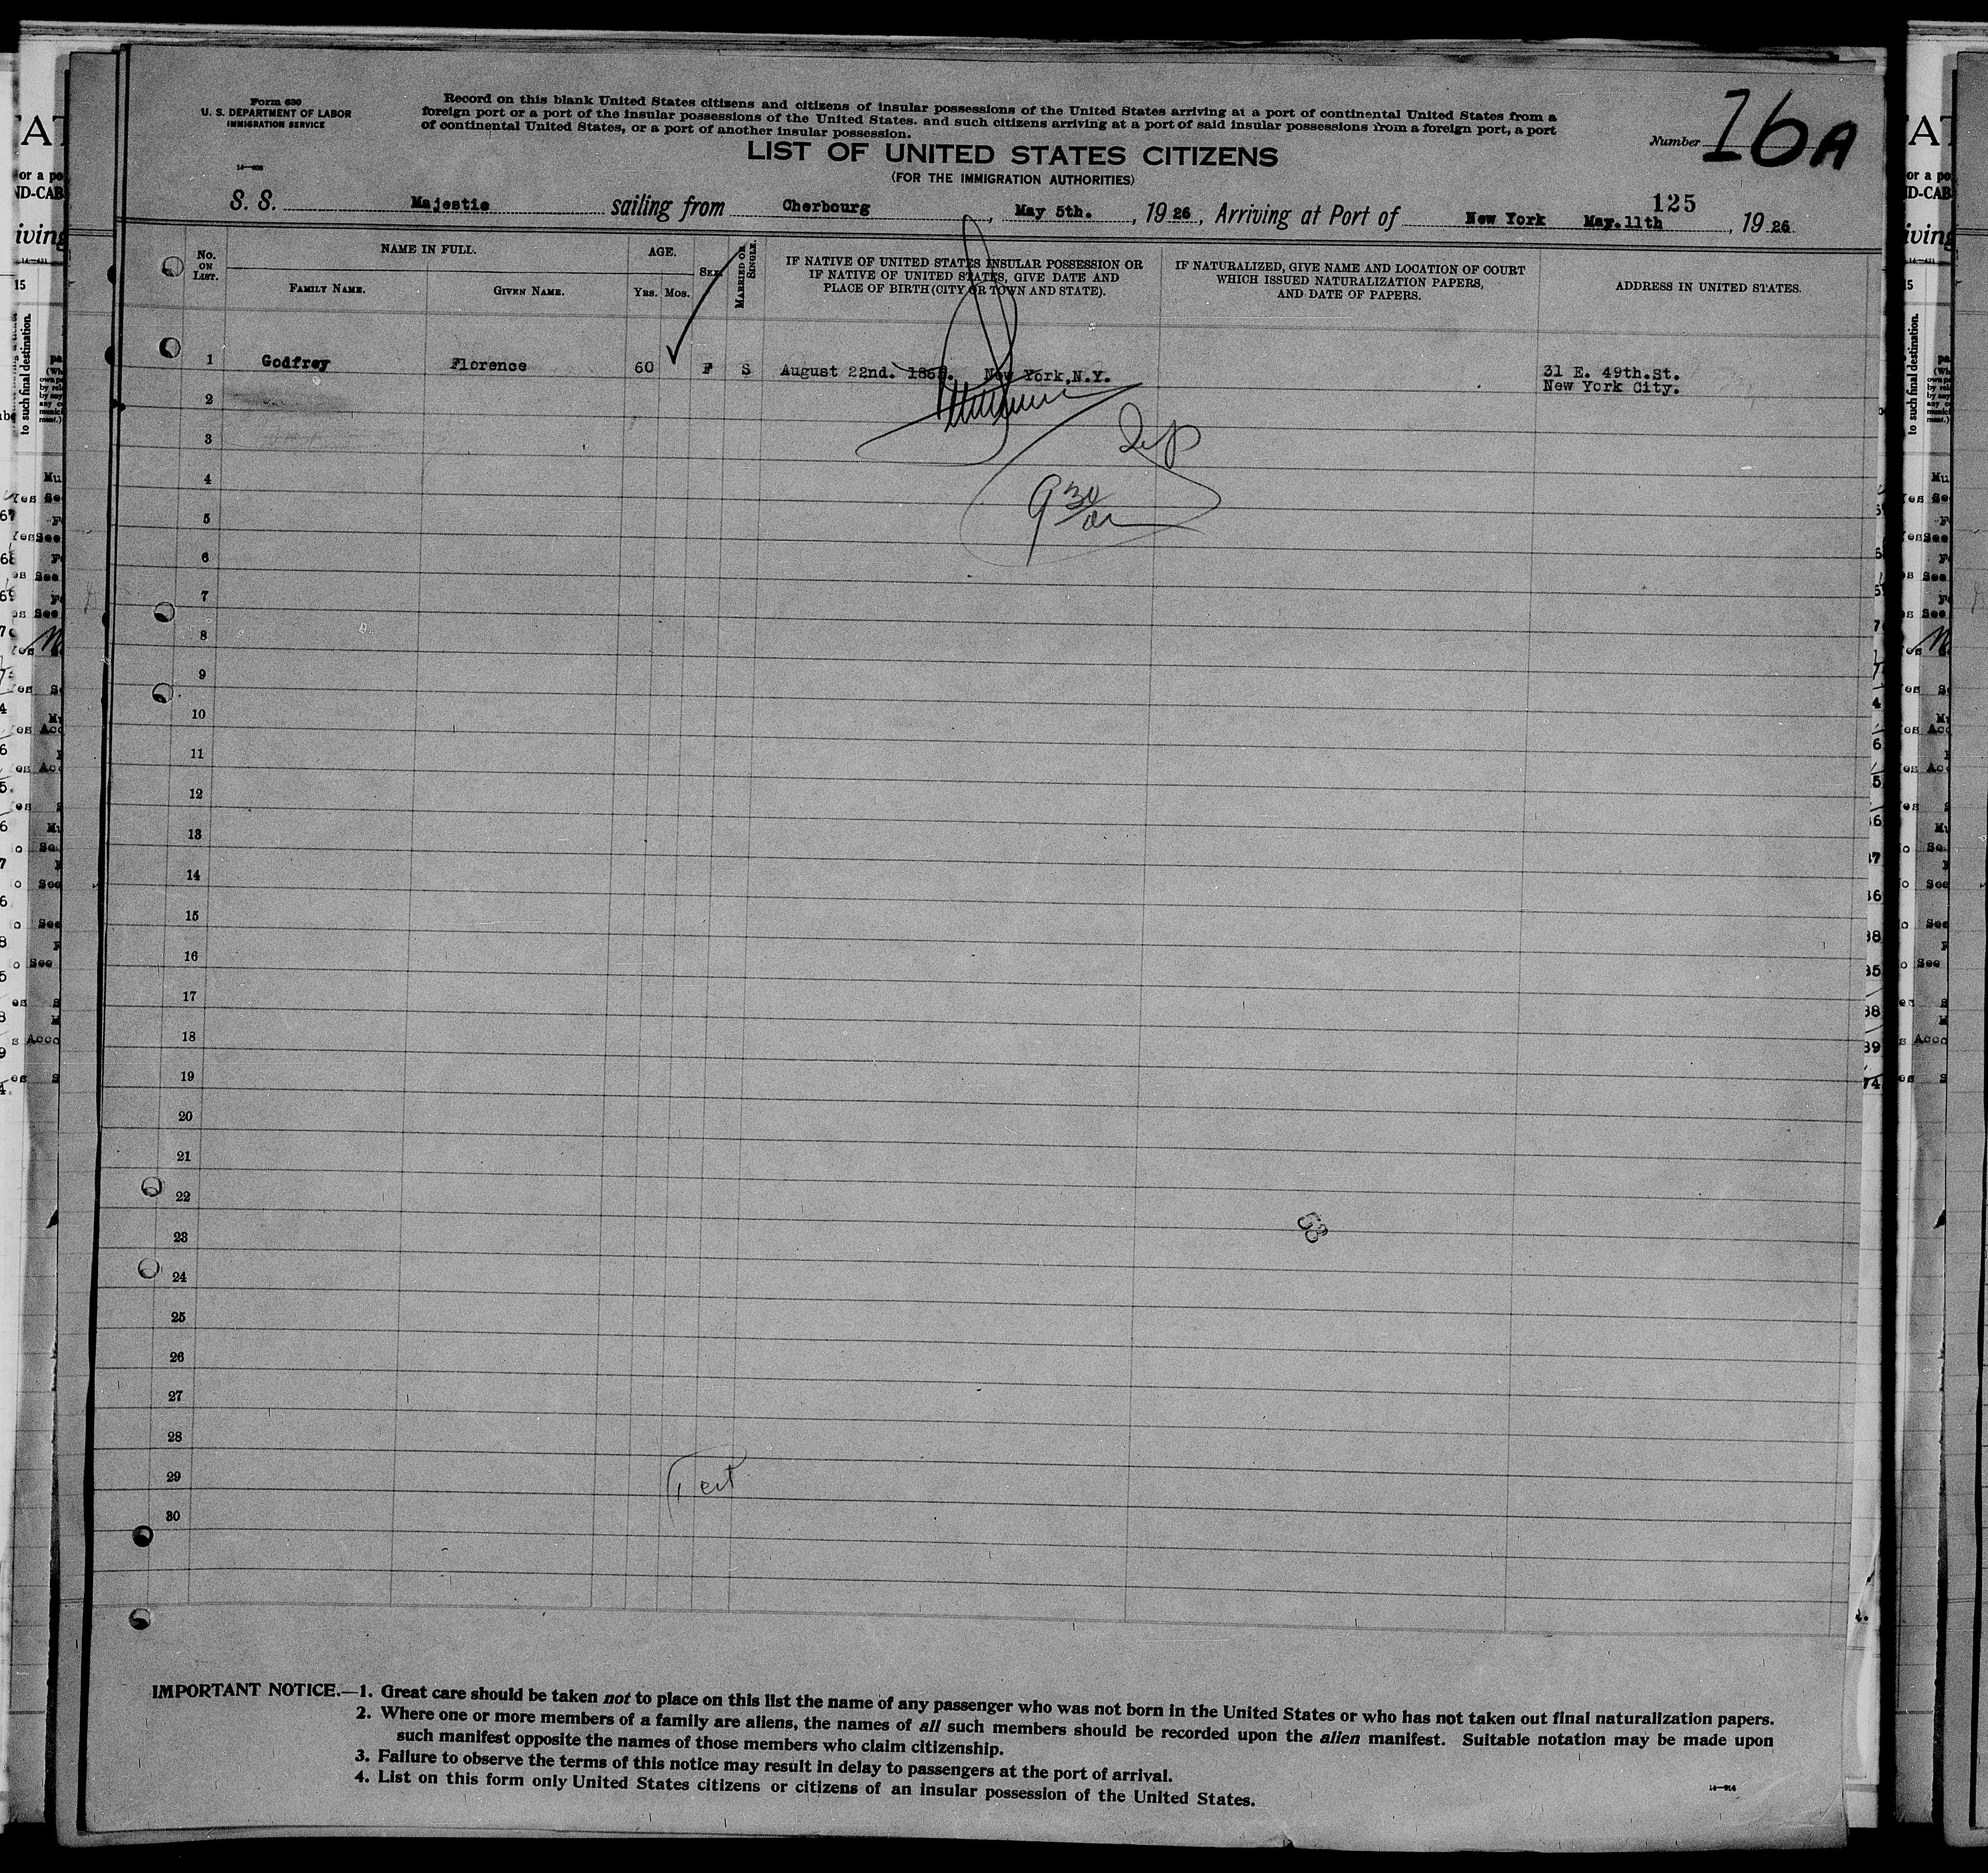 Form 630
U. S. DEPARTMENT OF LABOR
IMMIGRATION SERVICE
Record on this blank United States citizens and citizens of insular possessions of the United States arriving at a port of continental United States from a
foreign port or a port of the insular possessions of the United States. and such citizens arriving at a port of said insular possessions from a foreign port, a port
of continental United States, or a port of another insular possession.
Number 16A
LIST OF UNITED STATES CITIZENS
(FOR THE IMMIGRATION AUTHORITIES)
125
S. S. Majestic sailing from Cherbourg, May 5th., 1926, Arriving at Port of New York May.11th, 1926.
No. ON LIST.
NAME IN FULL.
FAMILY NAME.
GIVEN NAME.
AGE.
Yrs. Mos.
SEX.
MARRIED OR SINGLE.
IF NATIVE OF UNITED STATES INSULAR POSSESSION OR
IF NATIVE OF UNITED STATES, GIVE DATE AND
PLACE OF BIRTH (CITY OR TOWN AND STATE).
IF NATURALIZED, GIVE NAME AND LOCATION OF COURT
WHICH ISSUED NATURALIZATION PAPERS,
AND DATE OF PAPERS.
ADDRESS IN UNITED STATES.
1 Godfrey Florence 60 F S August 22nd. New York,N.Y. 31 E. 49th.St.
New York City.
2
3
4
9 30
5
6
7
8
9
10
11
12
13
14
15
16
17
18
19
20
21
22
23
24
25
26
27
28
29
30
IMPORTANT NOTICE.—1. Great care should be taken not to place on this list the name of any passenger who was not born in the United States or who has not taken out final naturalization papers.
2. Where one or more members of a family are aliens, the names of all such members should be recorded upon the alien manifest. Suitable notation may be made upon
such manifest opposite the names of those members who claim citizenship.
3. Failure to observe the terms of this notice may result in delay to passengers at the port of arrival.
4. List on this form only United States citizens or citizens of an insular possession of the United States.